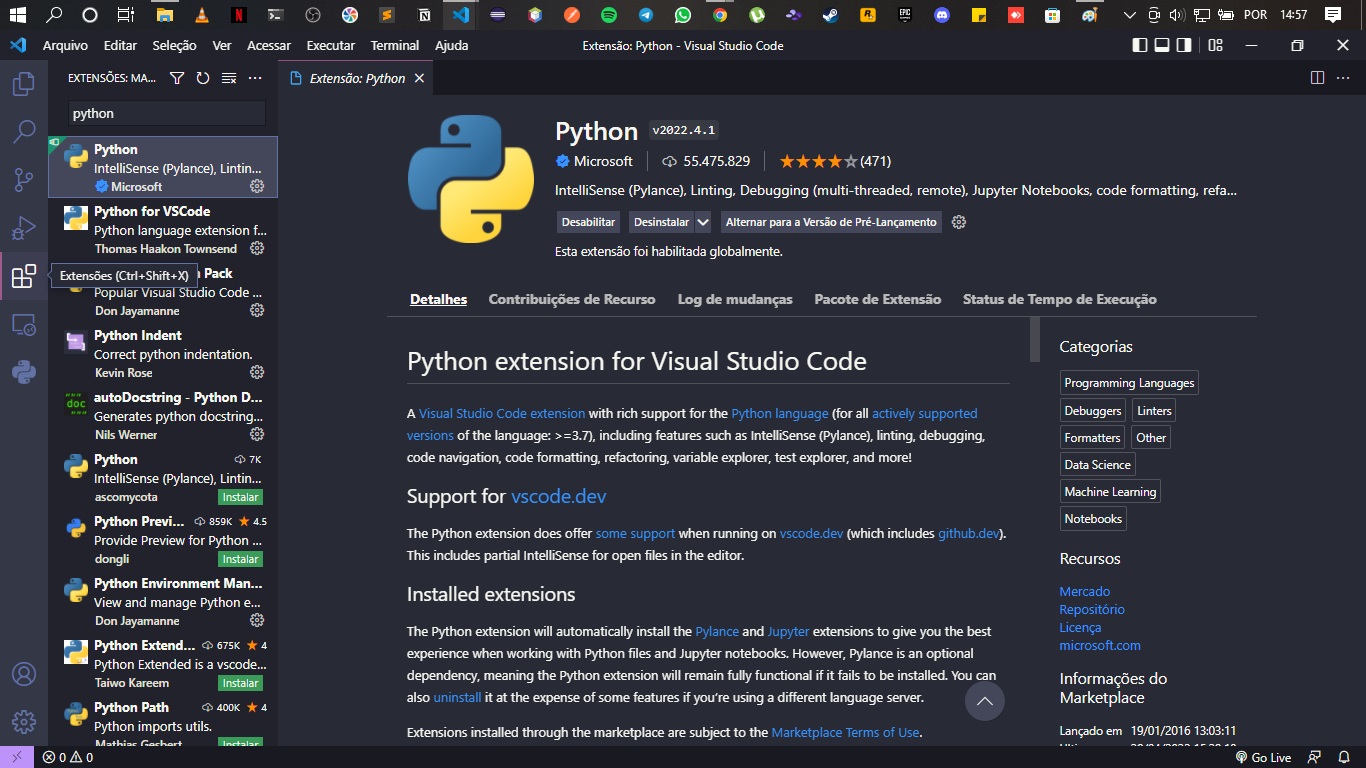 POR
14:57
Arquivo Editar Seleção Ver Acessar Executar Terminal Ajuda
Extensão: Python - Visual Studio Code
EXTENSÕES: MA...
python
Python
IntelliSense (Pylance), Lintin...
Microsoft
Python for VSCode
Python language extension f...
Thomas Haakon Townsend
Extensões (Ctrl+Shift+X)
Pack
Popular Visual Studio Code ...
Don Jayamanne
Python Indent
Correct python indentation.
Kevin Rose
doc
autoDocstring - Python D...
Generates python docstring...
Nils Werner
Python 7K
IntelliSense (Pylance), Lintin...
ascomycota Instalar
Python Previ... 859K 4.5
Provide Preview for Python ...
dongli Instalar
Python Environment Man...
View and manage Python e...
Don Jayamanne
Python Extend... 675K 4
Python Extended is a vscode...
Taiwo Kareem Instalar
Python Path 400K 4
Python imports utils.
Mathias Gesbert Instalar
Extensão: Python
Python v2022.4.1
Microsoft 55.475.829 (471)
IntelliSense (Pylance), Linting, Debugging (multi-threaded, remote), Jupyter Notebooks, code formatting, refa...
Desabilitar Desinstalar Alternar para a Versão de Pré-Lançamento
Esta extensão foi habilitada globalmente.
Detalhes Contribuições de Recurso Log de mudanças Pacote de Extensão Status de Tempo de Execução
Python extension for Visual Studio Code
A Visual Studio Code extension with rich support for the Python language (for all actively supported
versions of the language: >=3.7), including features such as IntelliSense (Pylance), linting, debugging,
code navigation, code formatting, refactoring, variable explorer, test explorer, and more!
Support for vscode.dev
The Python extension does offer some support when running on vscode.dev (which includes github.dev).
This includes partial IntelliSense for open files in the editor.
Installed extensions
The Python extension will automatically install the Pylance and Jupyter extensions to give you the best
experience when working with Python files and Jupyter notebooks. However, Pylance is an optional
dependency, meaning the Python extension will remain fully functional if it fails to be installed. You can
also uninstall it at the expense of some features if you're using a different language server.
Extensions installed through the marketplace are subject to the Marketplace Terms of Use.
Categorias
Programming Languages
Debuggers Linters
Formatters Other
Data Science
Machine Learning
Notebooks
Recursos
Mercado
Repositório
Licença
microsoft.com
Informações do
Marketplace
Lançado em 19/01/2016 13:03:11
0 0
Go Live